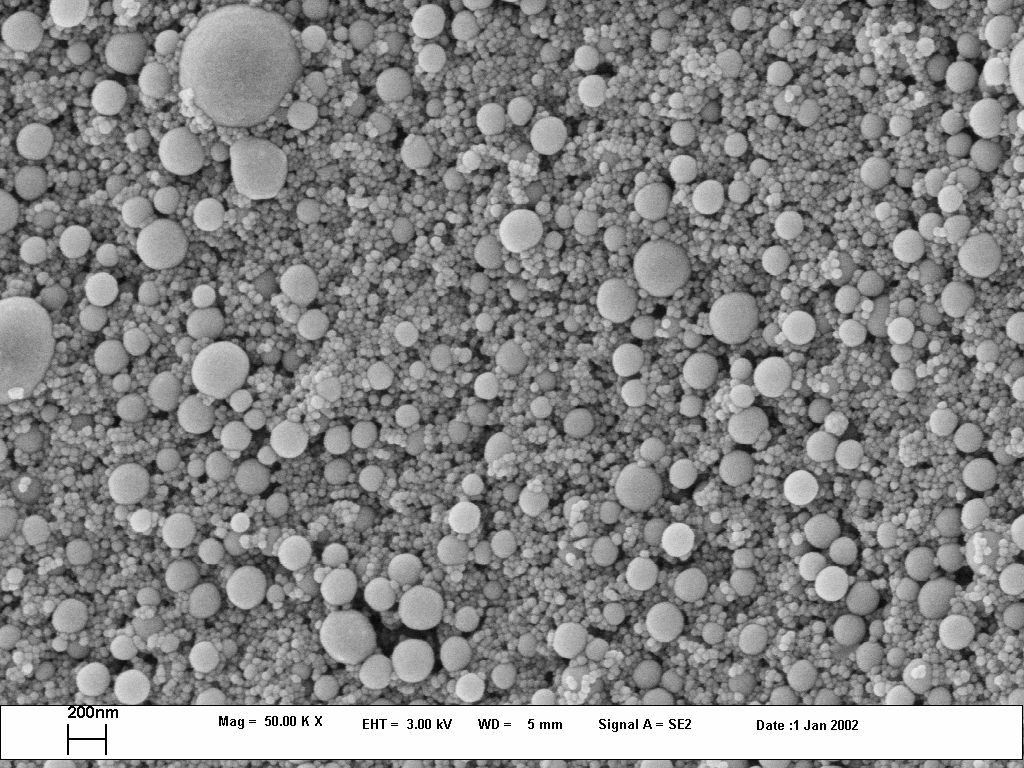 200nm
Mag = 50.00 K X EHT = 3.00 kV WD = 5 mm Signal A = SE2 Date :1 Jan 2002